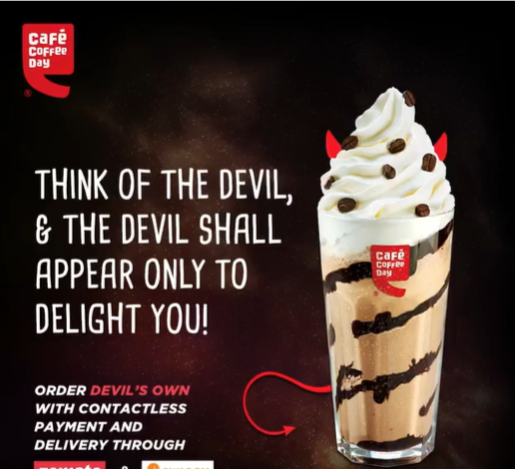 Café
Coffee
Day
®
THINK OF THE DEVIL,
& THE DEVIL SHALL
APPEAR ONLY TO
DELIGHT YOU!
Café
Coffee
Day
ORDER DEVIL'S OWN
WITH CONTACTLESS
PAYMENT AND
DELIVERY THROUGH
&